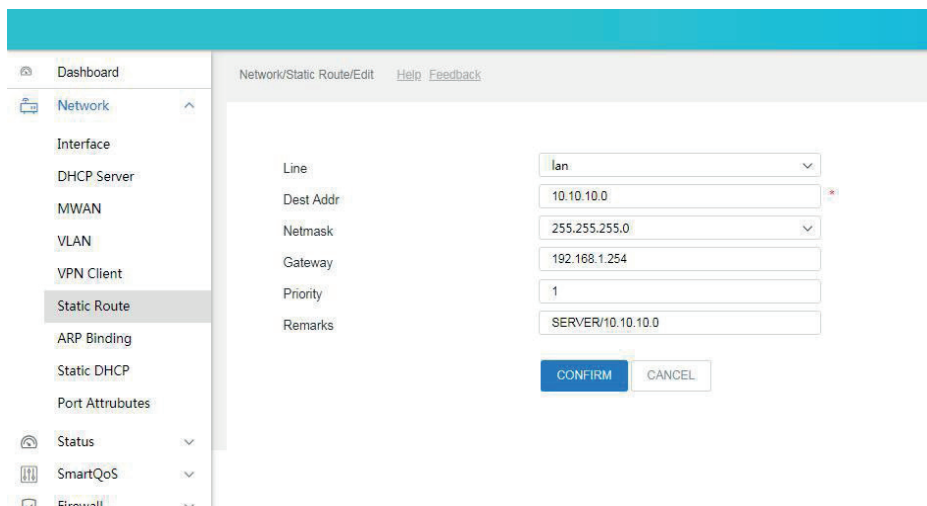 Dashboard
Network/Static Route/Edit Help Feedback
Network
Interface
DHCP Server
MWAN
VLAN
VPN Client
Static Route
ARP Binding
Static DHCP
Port Attrubutes
Status
SmartQoS
Firewall
Line lan
Dest Addr 10.10.10.0 *
Netmask 255.255.255.0
Gateway 192.168.1.254
Priority 1
Remarks SERVER/10.10.10.0
CONFIRM CANCEL